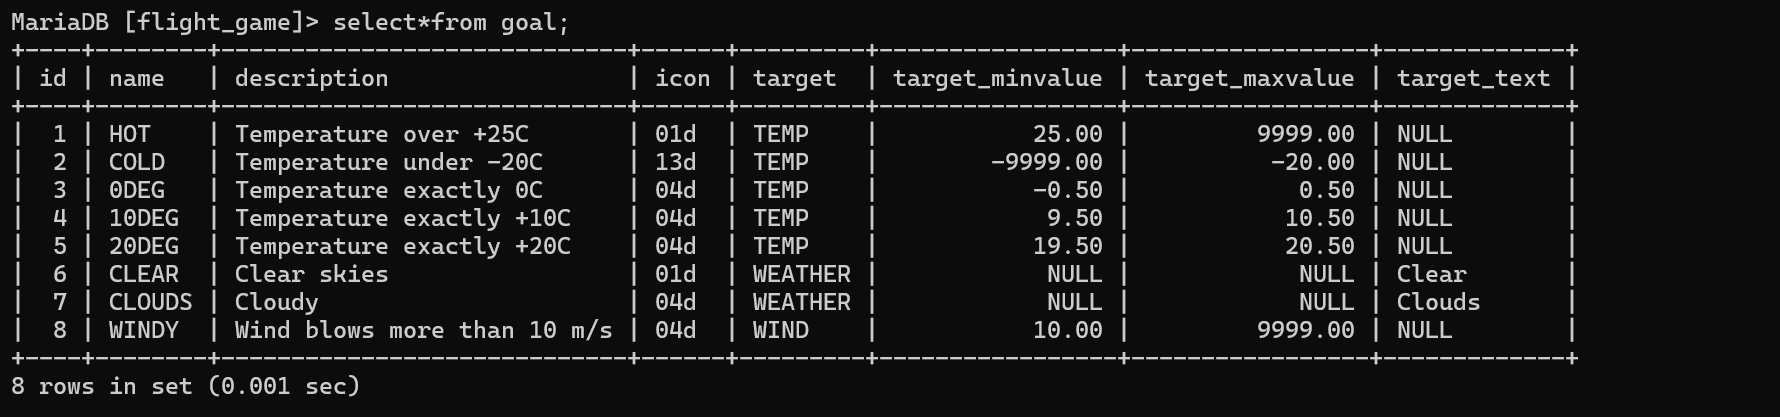 MariaDB [flight_game]> select*from goal;
+----+--------+-----------------------------+------+---------+-----------------+-----------------+-------------+
| id | name   | description                 | icon | target  | target_minvalue | target_maxvalue | target_text |
+----+--------+-----------------------------+------+---------+-----------------+-----------------+-------------+
|  1 | HOT    | Temperature over +25C       | 01d  | TEMP    |           25.00 |         9999.00 | NULL        |
|  2 | COLD   | Temperature under -20C      | 13d  | TEMP    |        -9999.00 |          -20.00 | NULL        |
|  3 | 0DEG   | Temperature exactly 0C      | 04d  | TEMP    |           -0.50 |            0.50 | NULL        |
|  4 | 10DEG  | Temperature exactly +10C    | 04d  | TEMP    |            9.50 |           10.50 | NULL        |
|  5 | 20DEG  | Temperature exactly +20C    | 04d  | TEMP    |           19.50 |           20.50 | NULL        |
|  6 | CLEAR  | Clear skies                 | 01d  | WEATHER |            NULL |            NULL | Clear       |
|  7 | CLOUDS | Cloudy                      | 04d  | WEATHER |            NULL |            NULL | Clouds      |
|  8 | WINDY  | Wind blows more than 10 m/s | 04d  | WIND    |           10.00 |         9999.00 | NULL        |
+----+--------+-----------------------------+------+---------+-----------------+-----------------+-------------+
8 rows in set (0.001 sec)